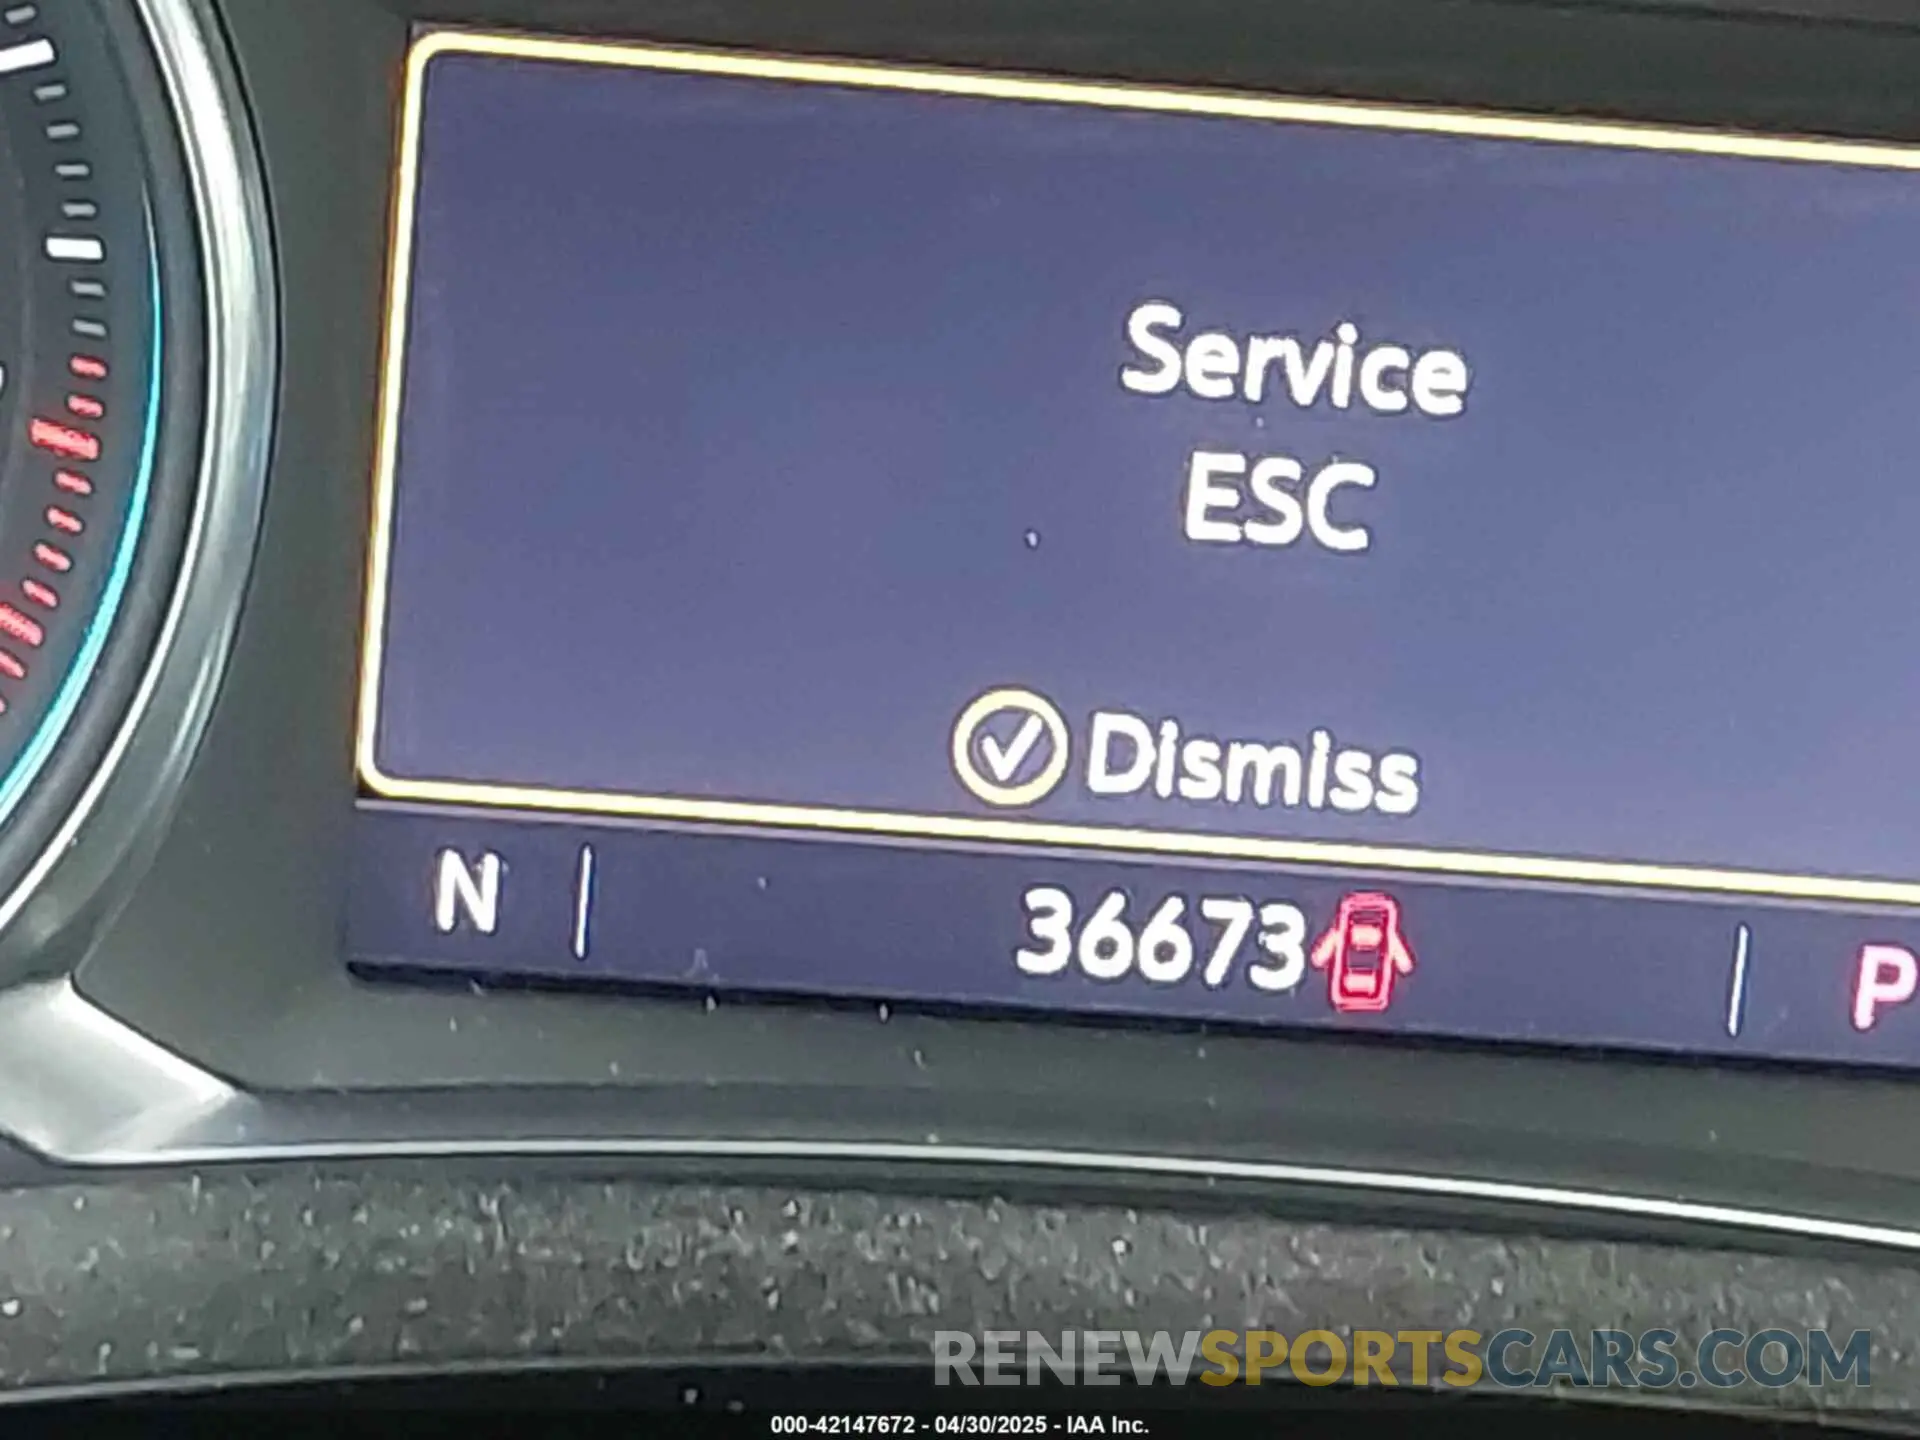 Service
ESC
Dismiss
N
36673
P
RENEWSPORTSCARS.COM
000-42147672 - 04/30/2025 - IAA Inc.